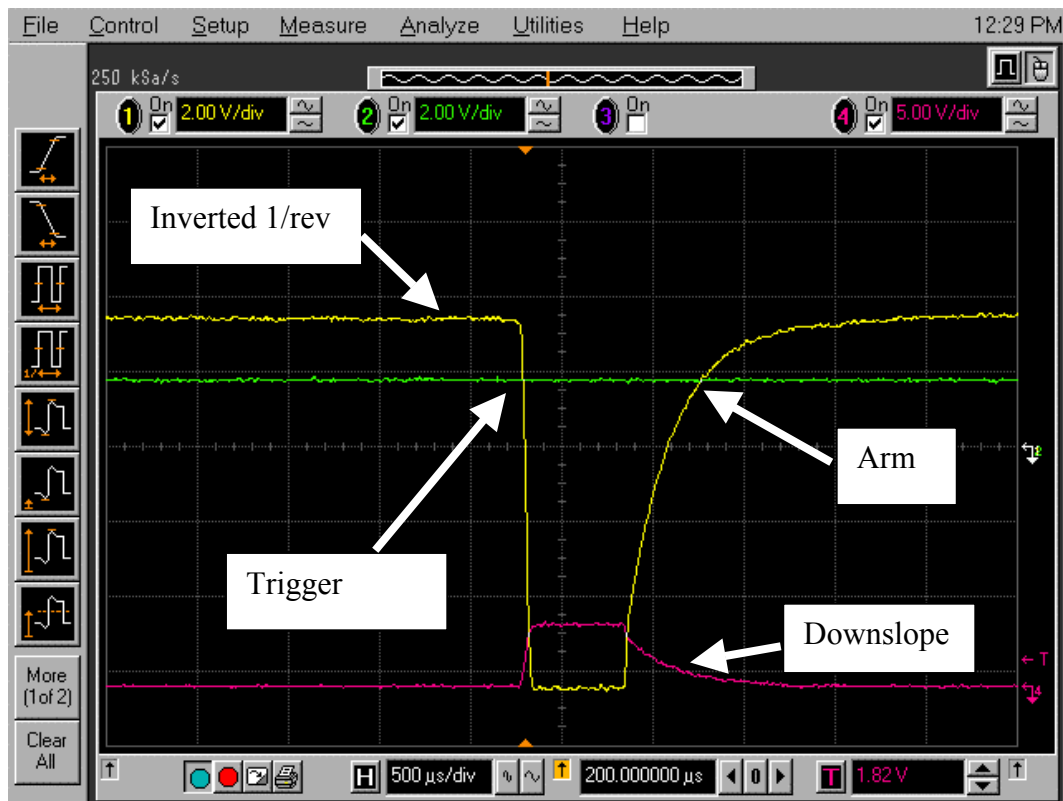 File Control Setup Measure Analyze Utilities Help 12:29 PM
250 kSa/s
1 On 2.00 V/div 2 On 2.00 V/div 3 On 4 On 5.00 V/div
Inverted 1/rev
Arm
Trigger
Downslope
T
4
1/
More
(1of 2)
Clear
All
H 500 µs/div 200.000000 µs 0 T 1.82 V